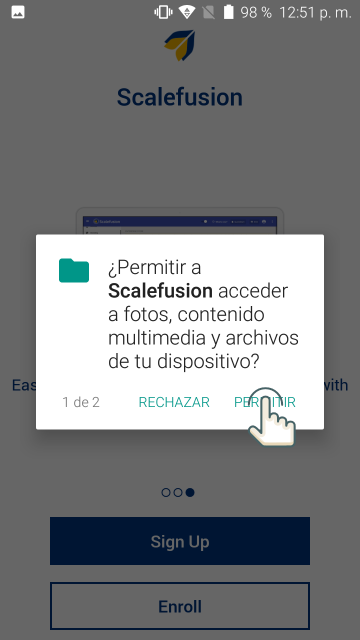 98 % 12:51 p. m.
Scalefusion
Scalefusion
¿Permitir a
Scalefusion acceder
a fotos, contenido
multimedia y archivos
de tu dispositivo?
Eas
with
1 de 2 RECHAZAR PERMITIR
Sign Up
Enroll